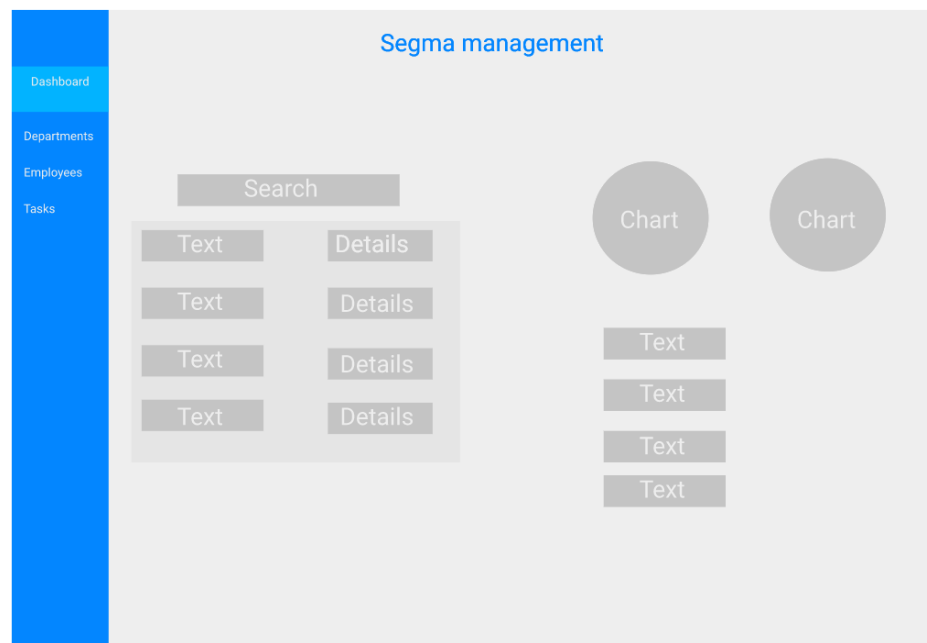 Segma management
Dashboard
Departments
Employees
Tasks
Search
Text Details
Text Details
Text Details
Text Details
Chart Chart
Text
Text
Text
Text